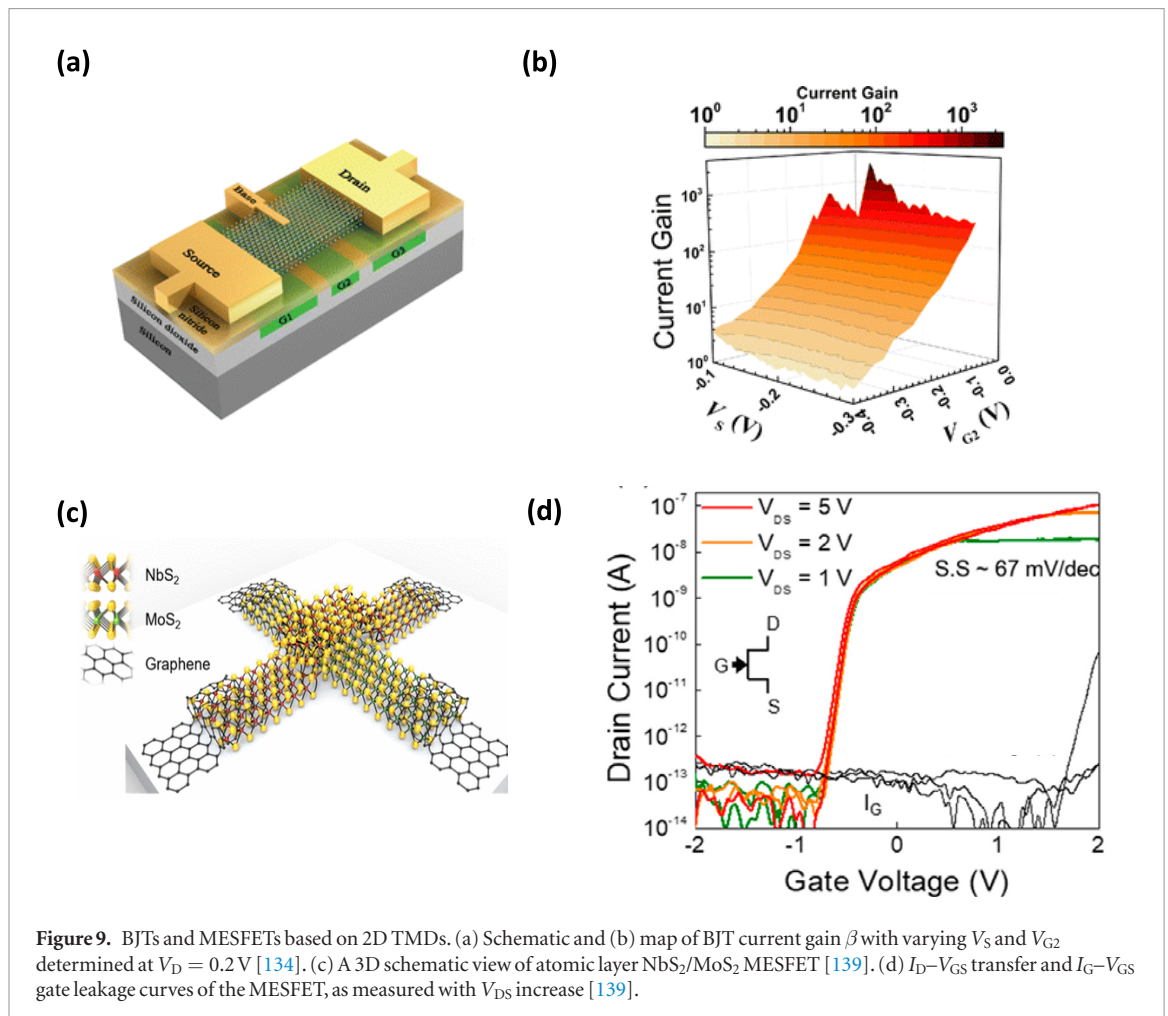 (a)
Source
Base
Drain
Silicon nitride
Silicon dioxide
Silicon
G1
G2
G3
(b)
Current Gain
10⁰ 10¹ 10² 10³
Current Gain
10³
10²
10¹
10⁰
-0.1
-0.2
-0.3
V_S (V)
-0.4
-0.3
-0.2
-0.1
0.0
V_G2 (V)
(c)
NbS₂
MoS₂
Graphene
(d)
V_DS = 5 V
V_DS = 2 V
V_DS = 1 V
S.S ~ 67 mV/dec
D
G
S
I_G
Drain Current (A)
10⁻⁷
10⁻⁸
10⁻⁹
10⁻¹⁰
10⁻¹¹
10⁻¹²
10⁻¹³
10⁻¹⁴
-2 -1 0 1 2
Gate Voltage (V)
Figure 9. BJTs and MESFETs based on 2D TMDs. (a) Schematic and (b) map of BJT current gain β with varying V_S and V_G2
determined at V_D = 0.2 V [134]. (c) A 3D schematic view of atomic layer NbS₂/MoS₂ MESFET [139]. (d) I_D–V_GS transfer and I_G–V_GS
gate leakage curves of the MESFET, as measured with V_DS increase [139].